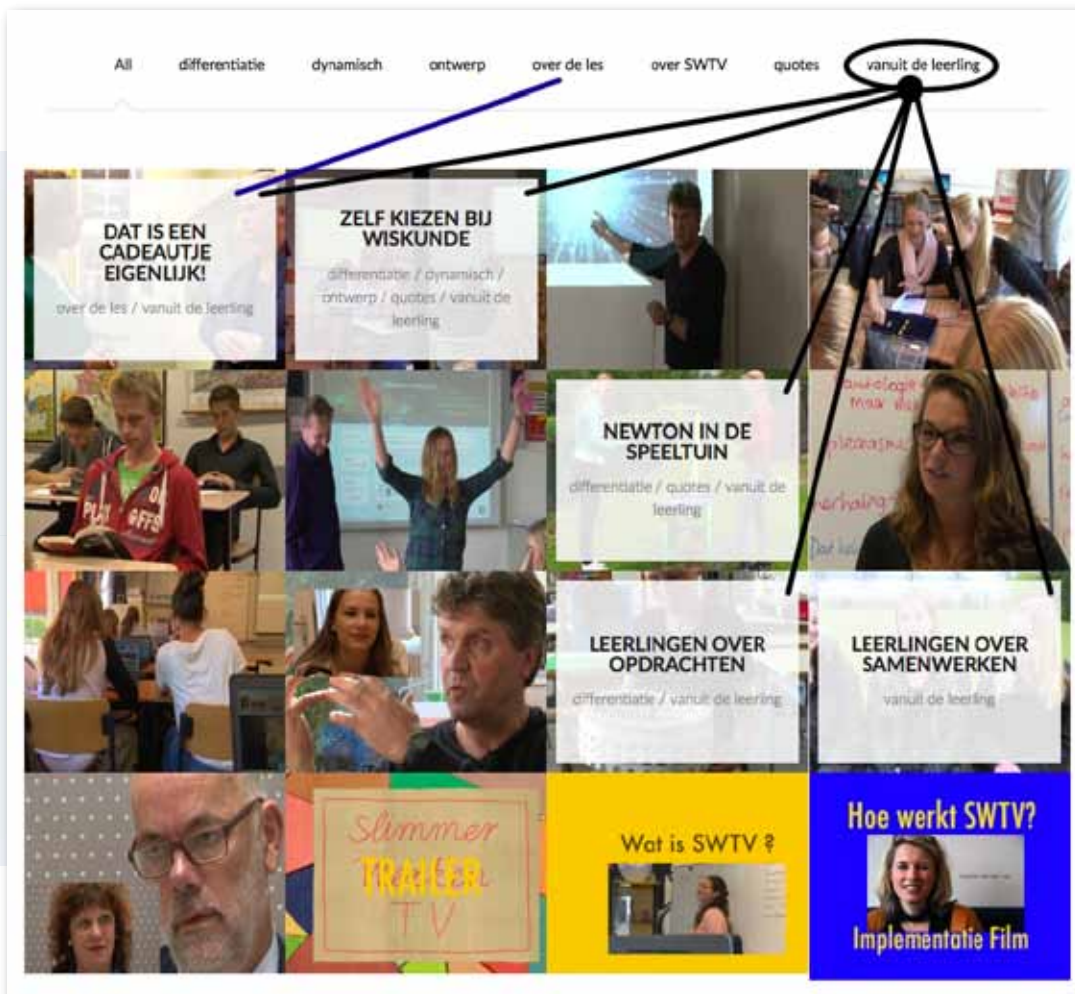 All differentiatie dynamisch ontwerp over de les over SWTV quotes vanuit de leerling
DAT IS EEN
CADEAUTJE
EIGENLIJK!
over de les / vanuit de leerling
ZELF KIEZEN BIJ
WISKUNDE
differentiatie / dynamisch /
ontwerp / quotes / vanuit de
leerling
NEWTON IN DE
SPEELTUIN
differentiatie / quotes / vanuit de
leerling
LEERLINGEN OVER
OPDRACHTEN
differentiatie / vanuit de leerling
LEERLINGEN OVER
SAMENWERKEN
vanuit de leerling
Slimmer
TRAILER
TV
Wat is SWTV ?
Hoe werkt SWTV?
Implementatie Film